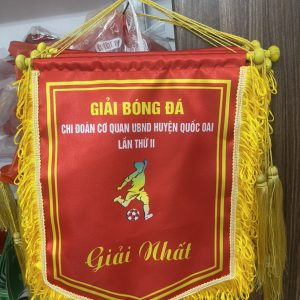 GIẢI BÓNG ĐÁ
CHI ĐOÀN CƠ QUAN UBND HUYỆN QUỐC OAI
LẦN THỨ II
Giải Nhất